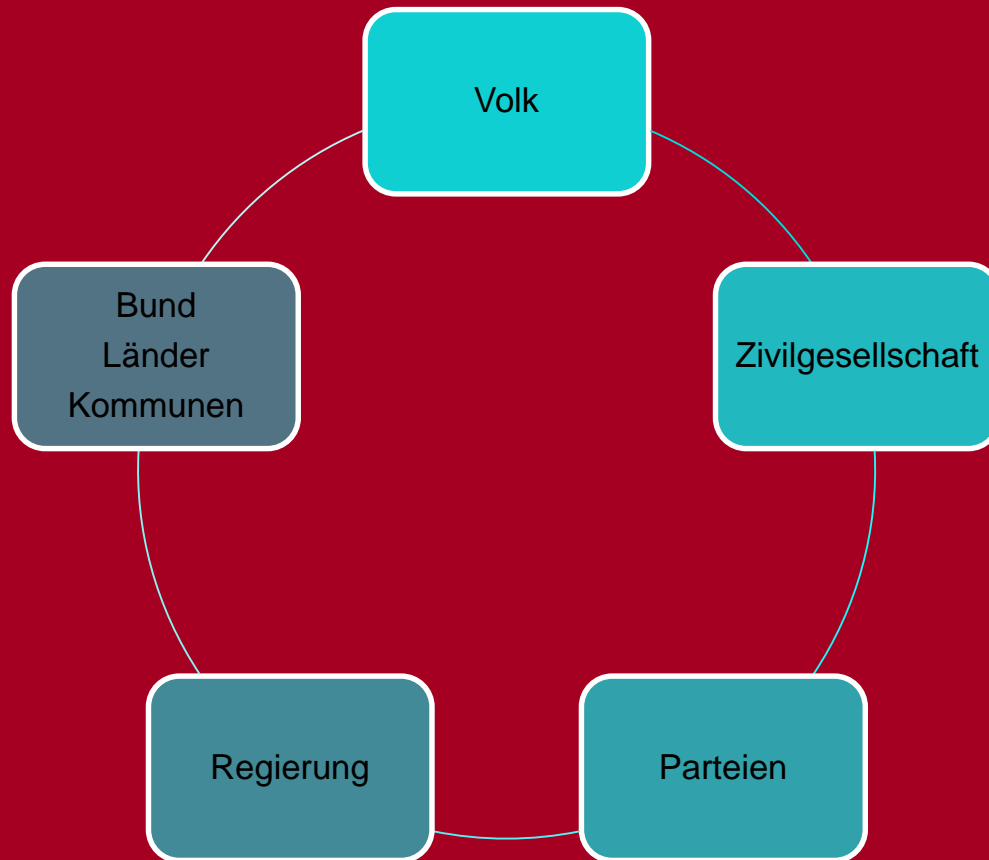 Volk
Zivilgesellschaft
Parteien
Regierung
Bund
Länder
Kommunen